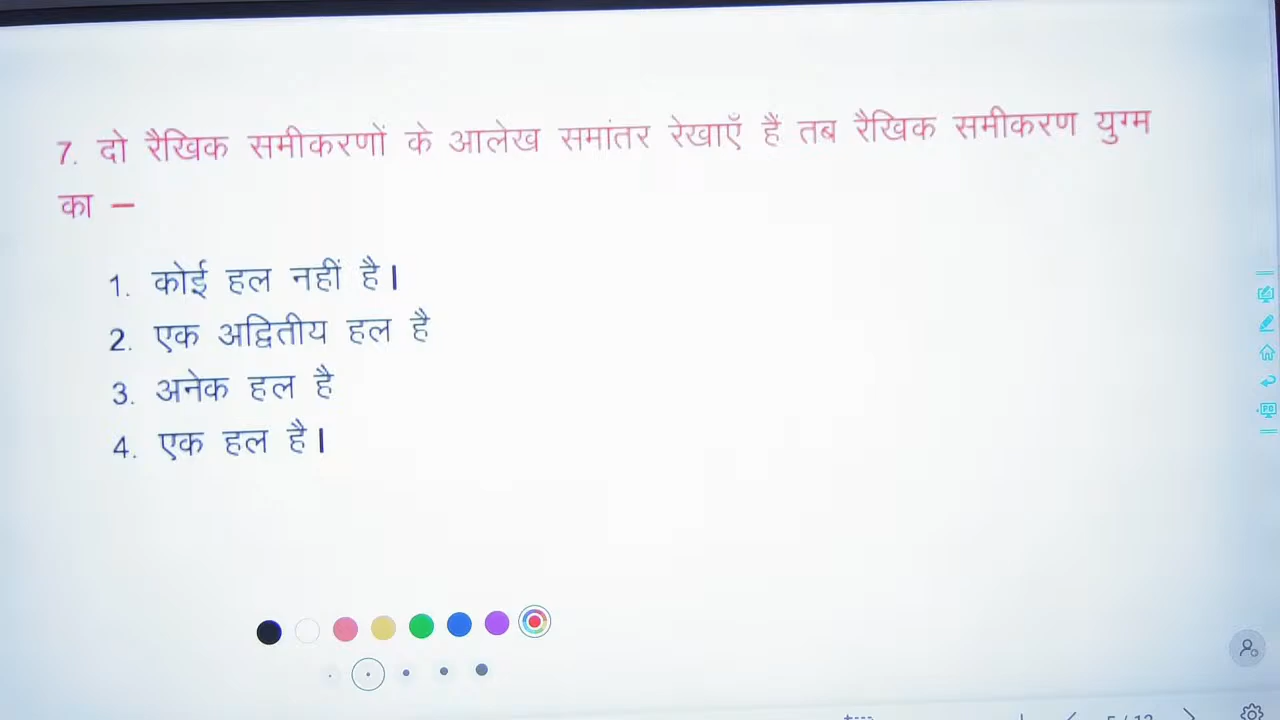 7. दो रैखिक समीकरणों के आलेख समांतर रेखाएँ हैं तब रैखिक समीकरण युग्म
का –
1. कोई हल नहीं है।
2. एक अद्वितीय हल है
3. अनेक हल है
4. एक हल है।